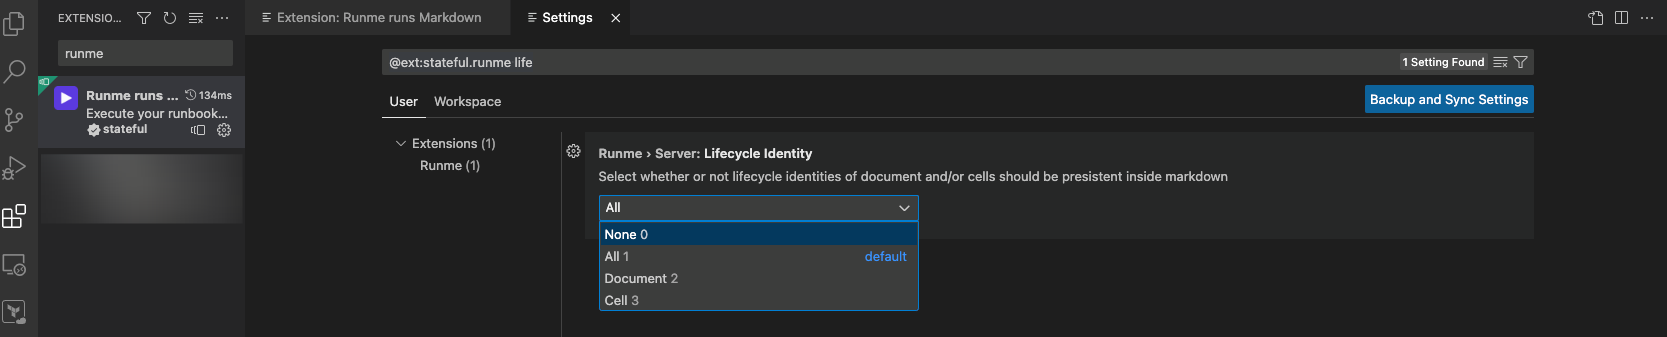 EXTENSIO...
runme
Runme runs ... 134ms
Execute your runbook...
stateful
Extension: Runme runs Markdown
Settings
@ext:stateful.runme life
1 Setting Found
User Workspace
Backup and Sync Settings
Extensions (1)
Runme (1)
Runme › Server: Lifecycle Identity
Select whether or not lifecycle identities of document and/or cells should be presistent inside markdown
All
None 0
All 1 default
Document 2
Cell 3